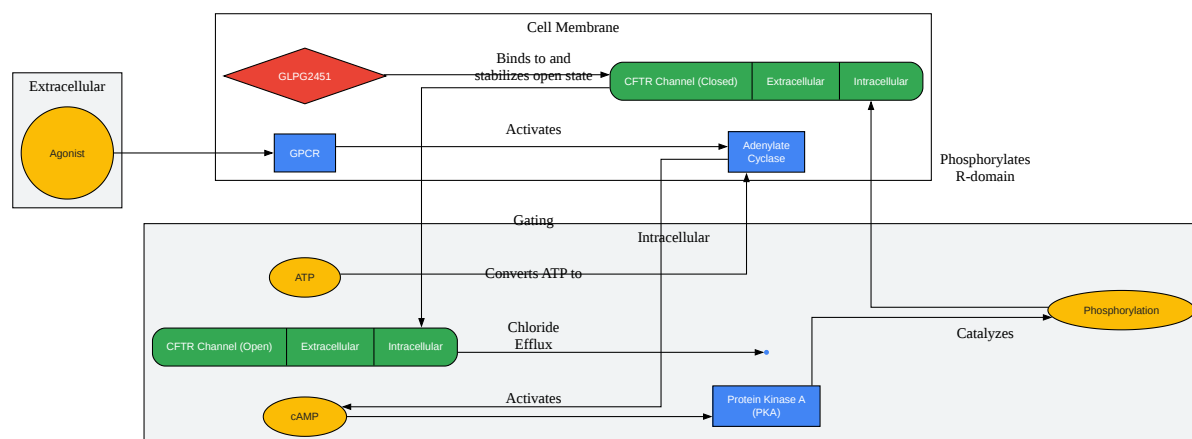 Cell Membrane
Extracellular
Agonist
GLPG2451
Binds to and
stabilizes open state
CFTR Channel (Closed)
Extracellular
Intracellular
GPCR
Activates
Adenylate
Cyclase
Phosphorylates
R-domain
Gating
Intracellular
ATP
Converts ATP to
Phosphorylation
CFTR Channel (Open)
Extracellular
Intracellular
Chloride
Efflux
Catalyzes
cAMP
Activates
Protein Kinase A
(PKA)